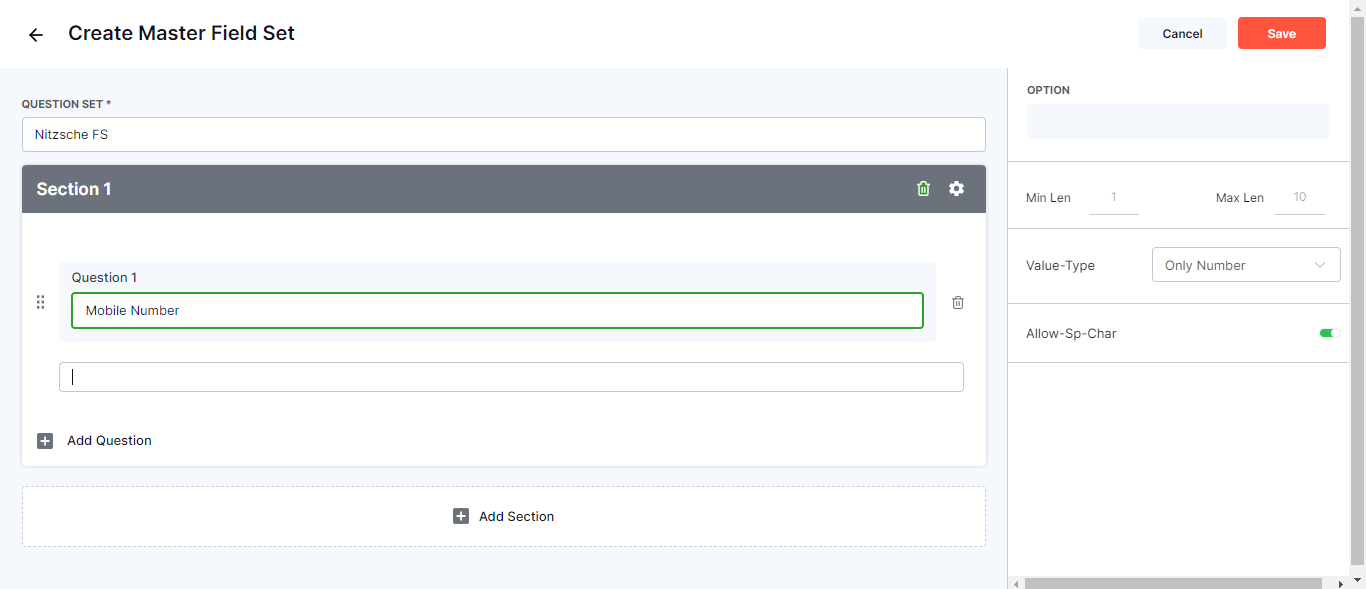 Create Master Field Set
Cancel
Save
QUESTION SET *
Nitzsche FS
Section 1
Question 1
Mobile Number
Add Question
Add Section
OPTION
Min Len 1 Max Len 10
Value-Type Only Number
Allow-Sp-Char